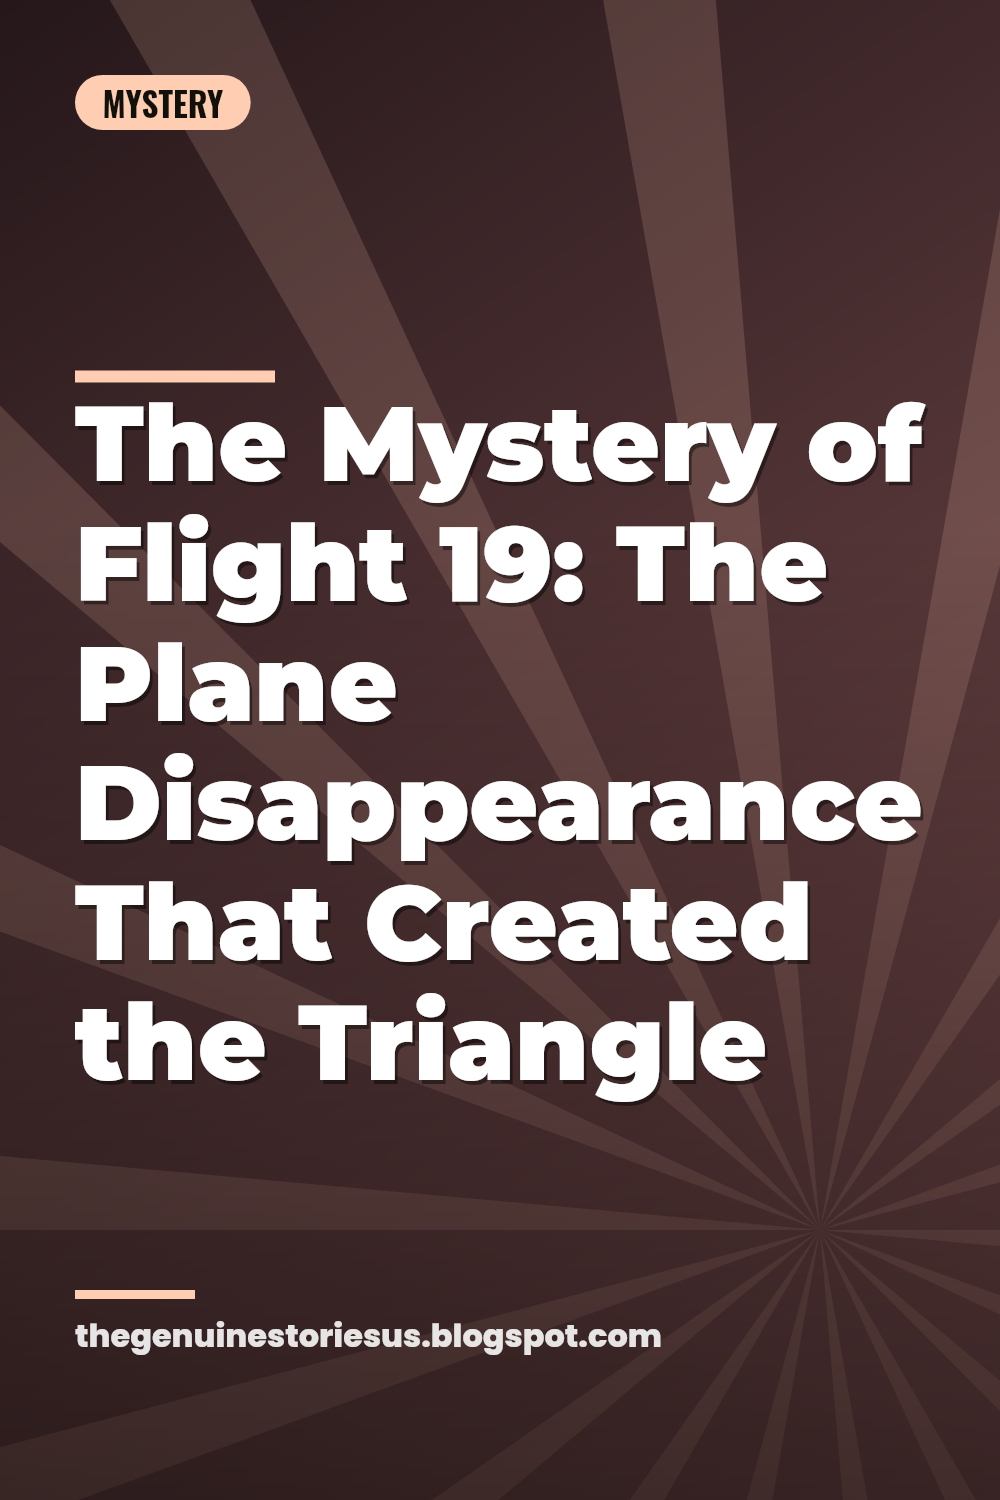 MYSTERY
The Mystery of
Flight 19: The
Plane
Disappearance
That Created
the Triangle
thegenuinestoriesus.blogspot.com